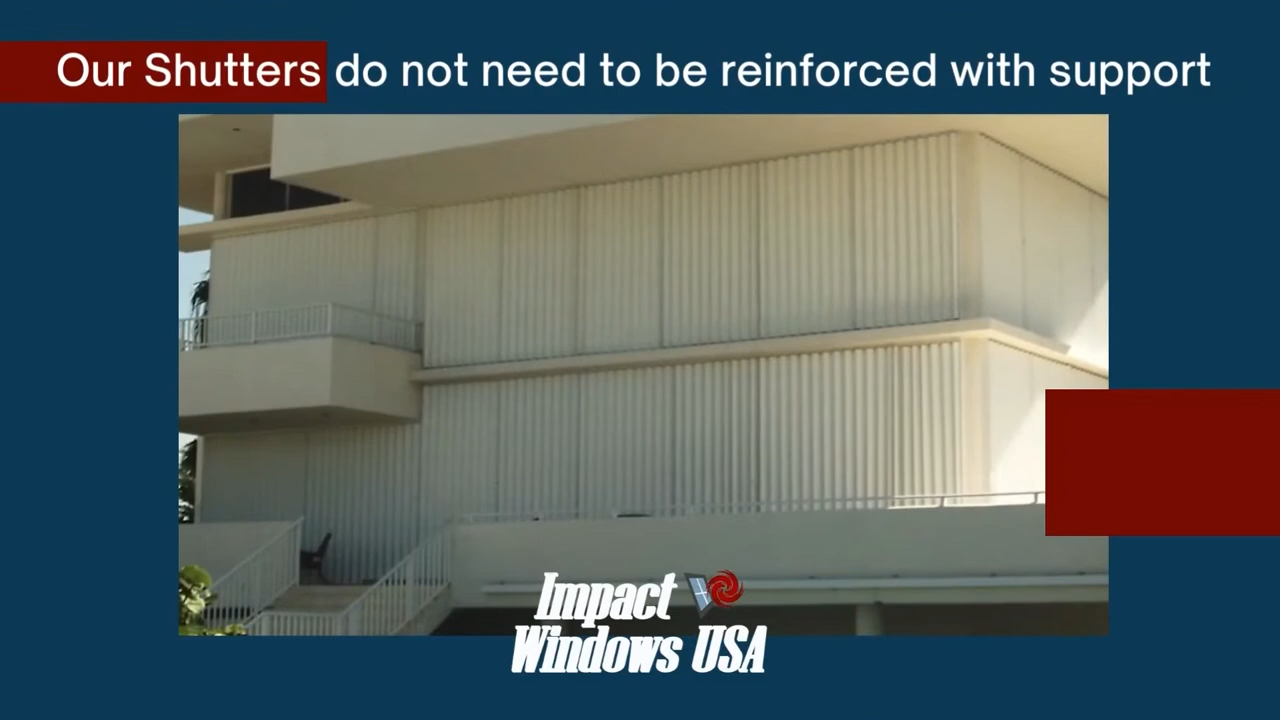 Our Shutters do not need to be reinforced with support
Impact
Windows USA